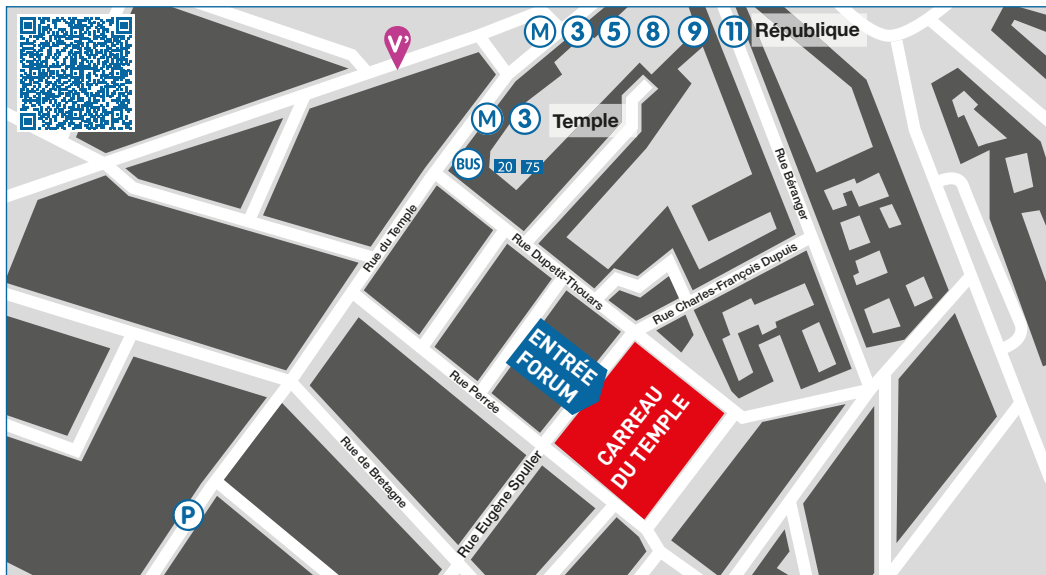 V'
M 3 5 8 9 11 République
M 3 Temple
BUS 20 75
Rue Béranger
Rue du Temple
Rue Dupetit-Thouars
Rue Charles-François Dupuis
ENTRÉE
FORUM
CARREAU
DU TEMPLE
Rue Perrée
Rue de Bretagne
Rue Eugène Spuller
P